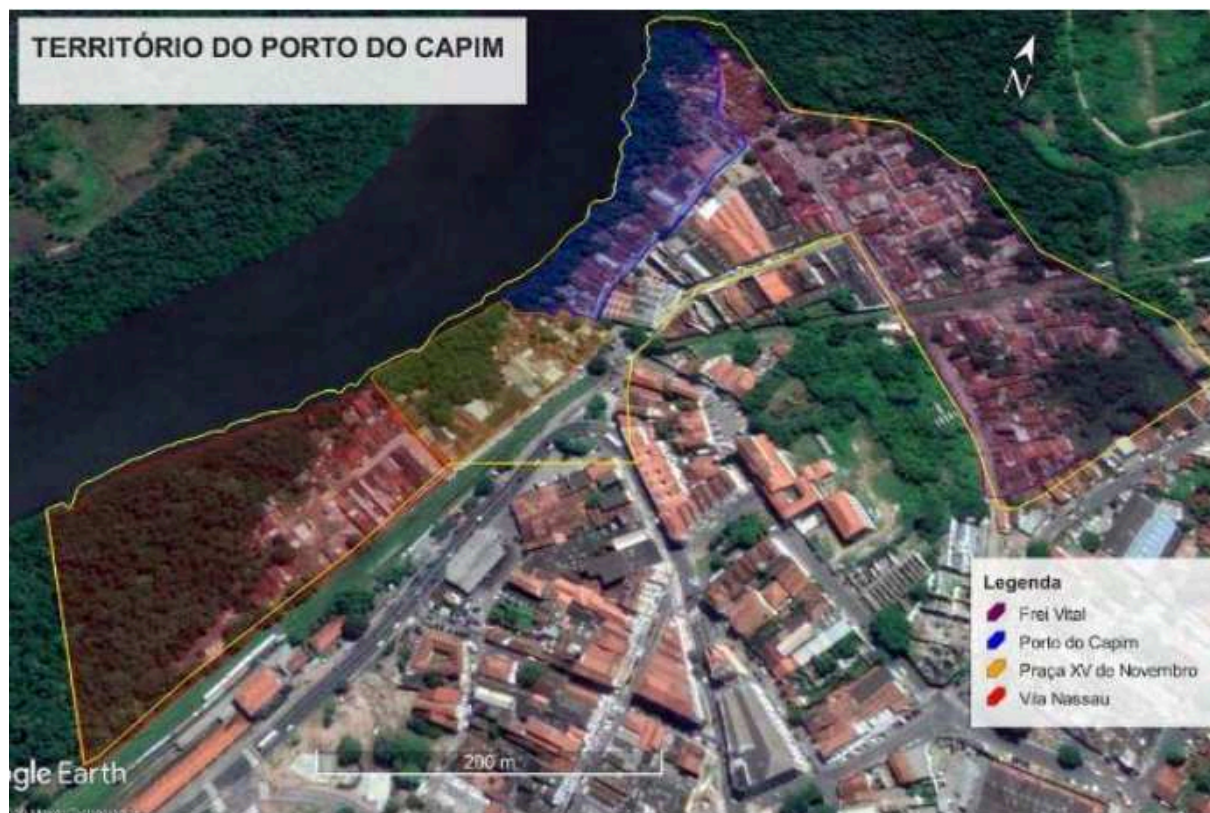 TERRITÓRIO DO PORTO DO CAPIM
N
Legenda
Frei Vital
Porto do Capim
Praça XV de Novembro
Vila Nassau
200 m
gle Earth